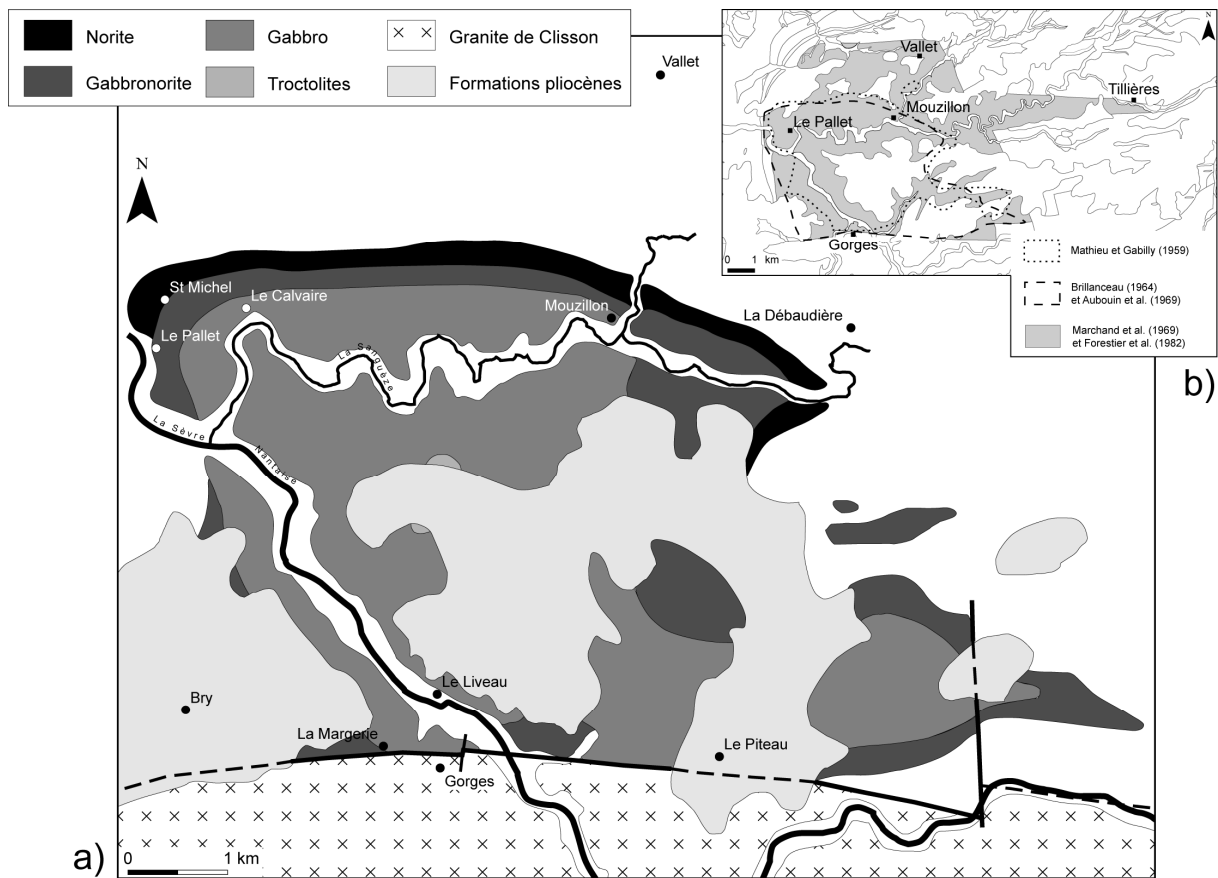 Norite
Gabbro
Granite de Clisson
Gabbronorite
Troctolites
Formations pliocènes
N
Vallet
Tillières
Mouzillon
Le Pallet
Gorges
0 1 km
Mathieu et Gabilly (1959)
Brillanceau (1964)
et Aubouin et al. (1969)
Marchand et al. (1969)
et Forestier et al. (1982)
b)
Vallet
N
St Michel
Le Calvaire
Mouzillon
La Débaudière
Le Pallet
La Sanguèze
La Sèvre
Nantaise
Le Liveau
Bry
La Margerie
Le Piteau
Gorges
a)
0 1 km